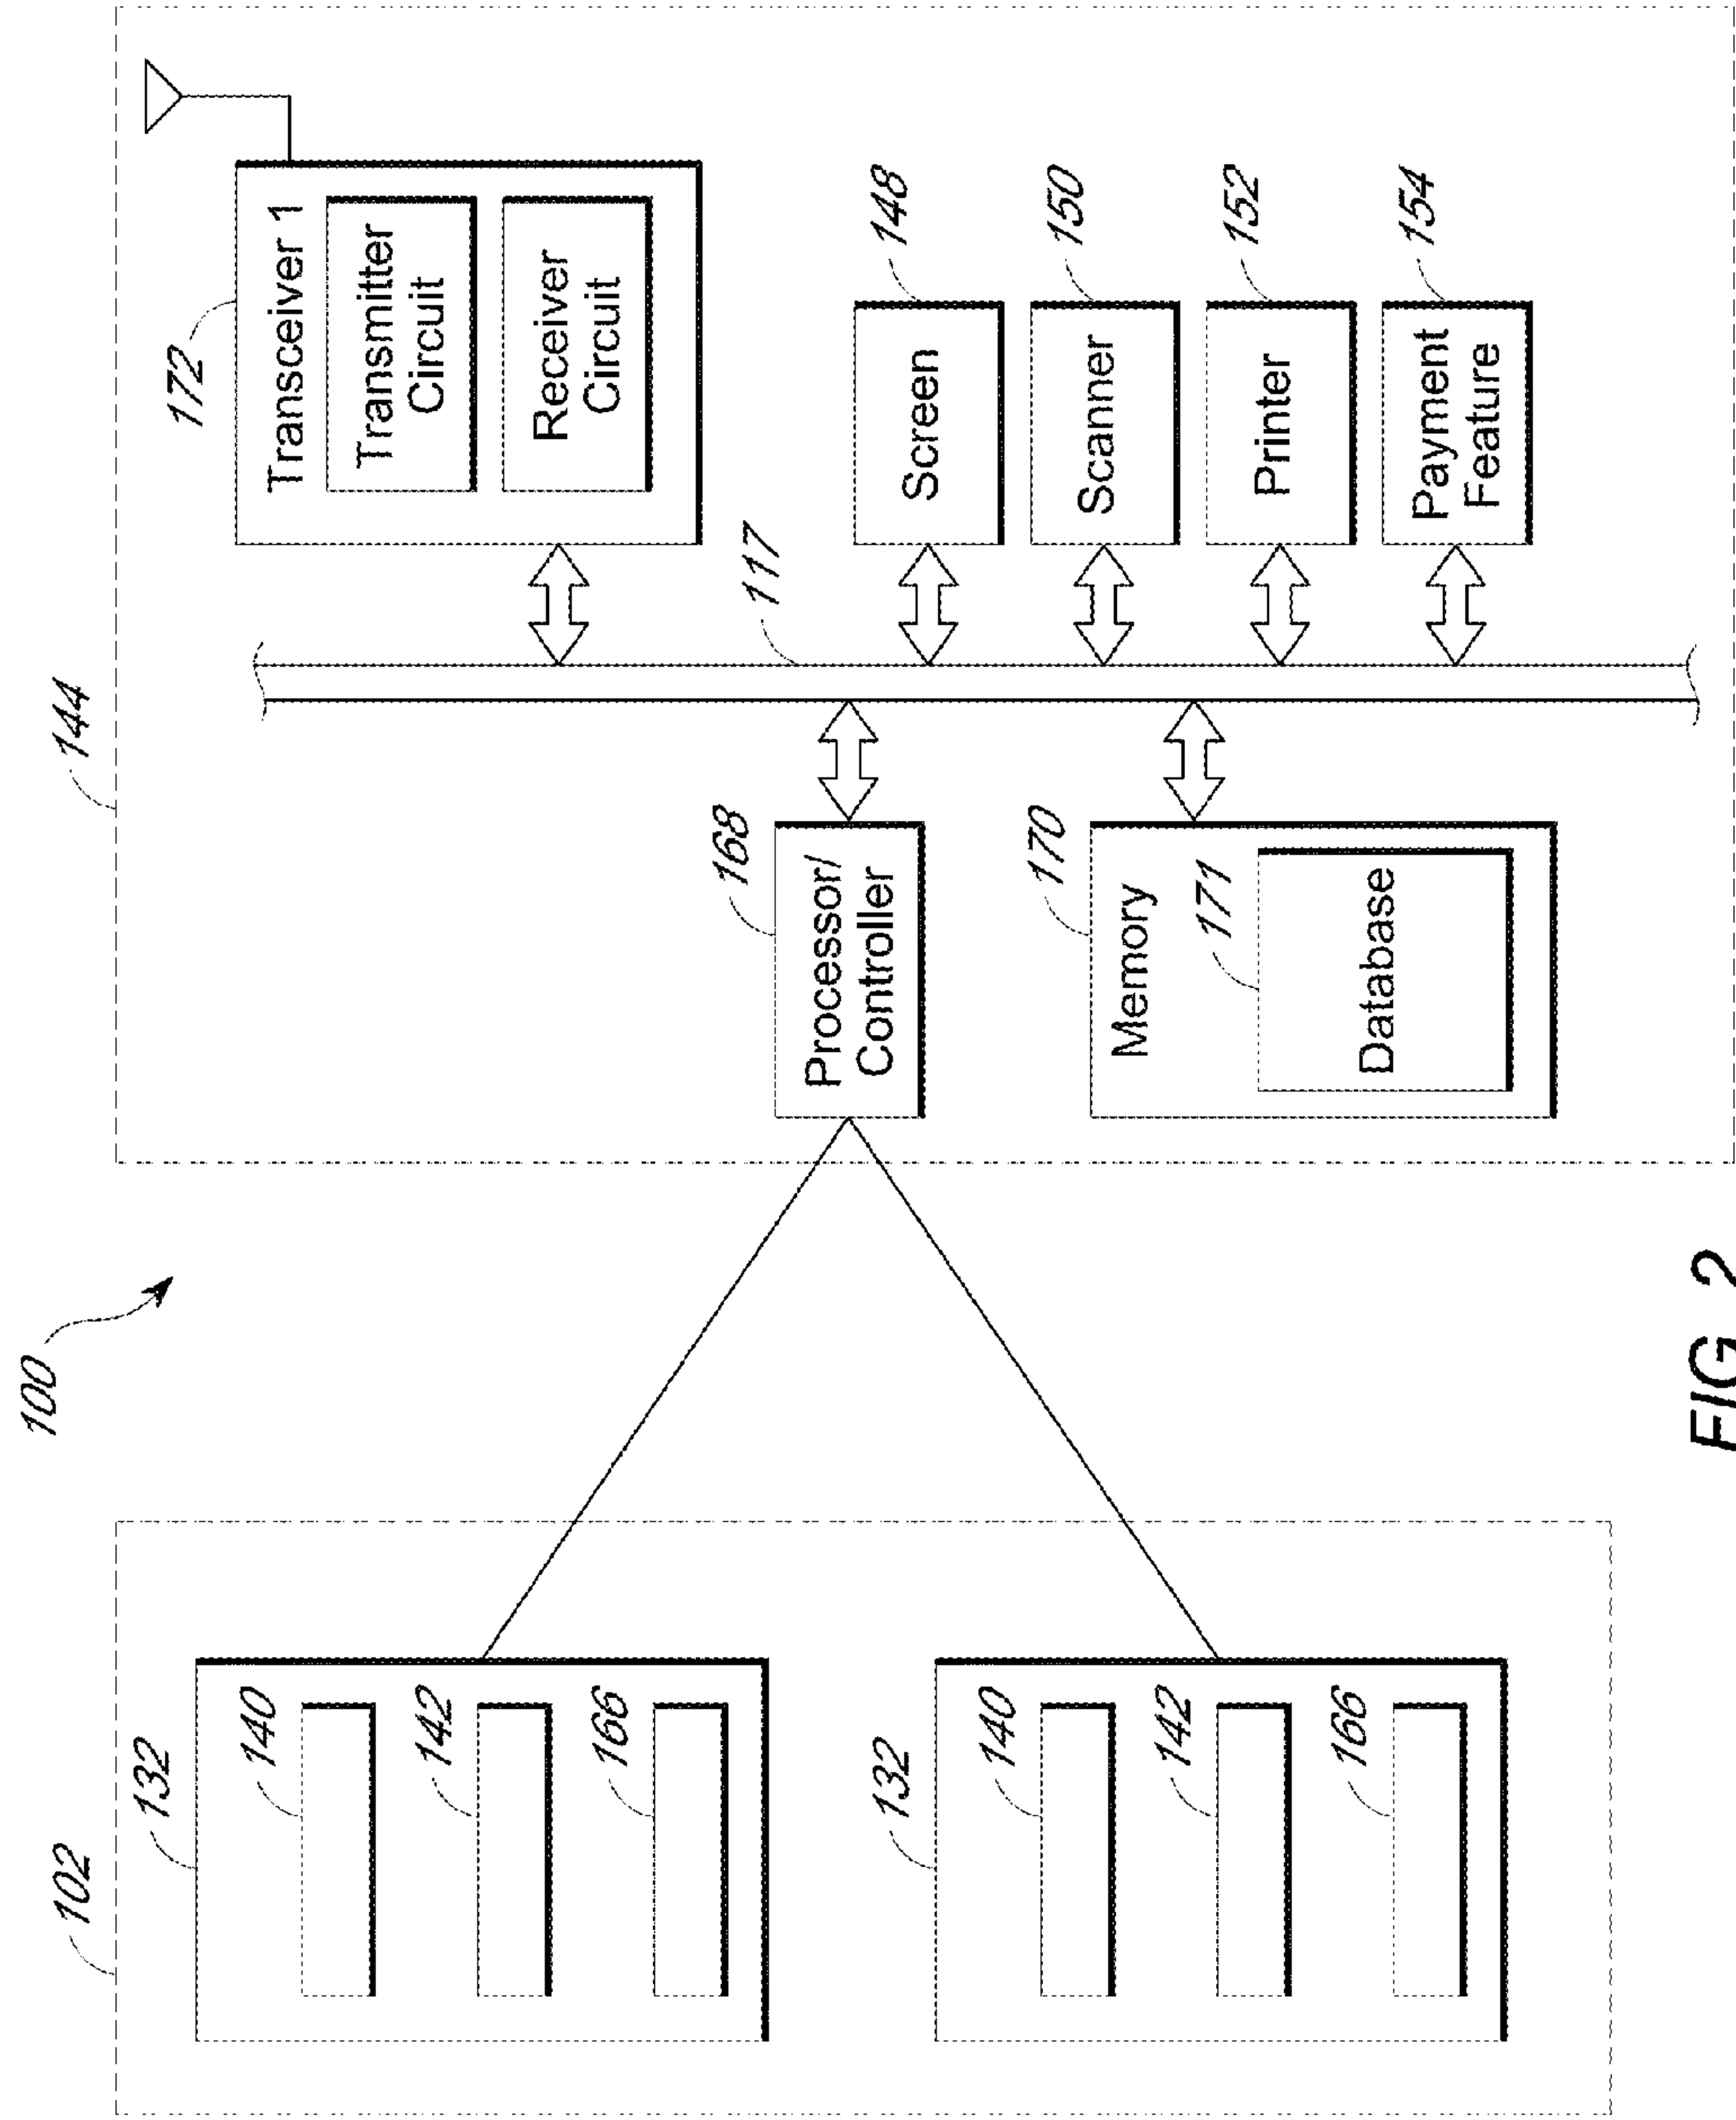 100
102
132
140
142
166
132
140
142
166
144
168
Processor/
Controller
170
Memory
171
Database
117
172
Transceiver 1
Transmitter
Circuit
Receiver
Circuit
Screen
148
Scanner
150
Printer
152
Payment
Feature
154
FIG. 2